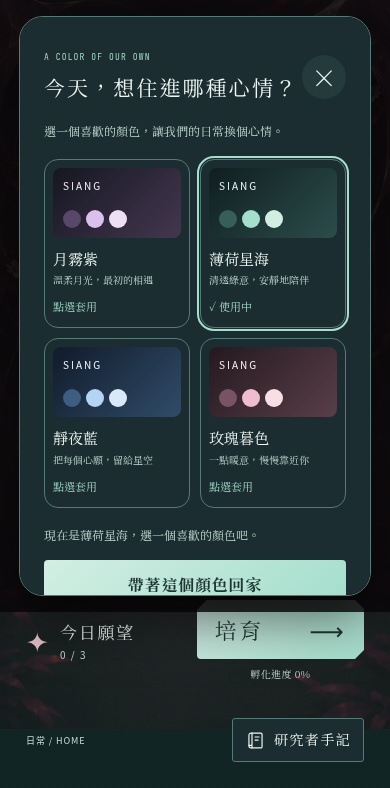 A COLOR OF OUR OWN
今天，想住進哪種心情？
選一個喜歡的顏色，讓我們的日常換個心情。
SIANG
月霧紫
溫柔月光，最初的相遇
點選套用
SIANG
薄荷星海
清透綠意，安靜地陪伴
✓ 使用中
SIANG
靜夜藍
把每個心願，留給星空
點選套用
SIANG
玫瑰暮色
一點暖意，慢慢靠近你
點選套用
現在是薄荷星海，選一個喜歡的顏色吧。
帶著這個顏色回家
今日願望
0 / 3
培育
孵化進度 0%
日常 / HOME
研究者手記